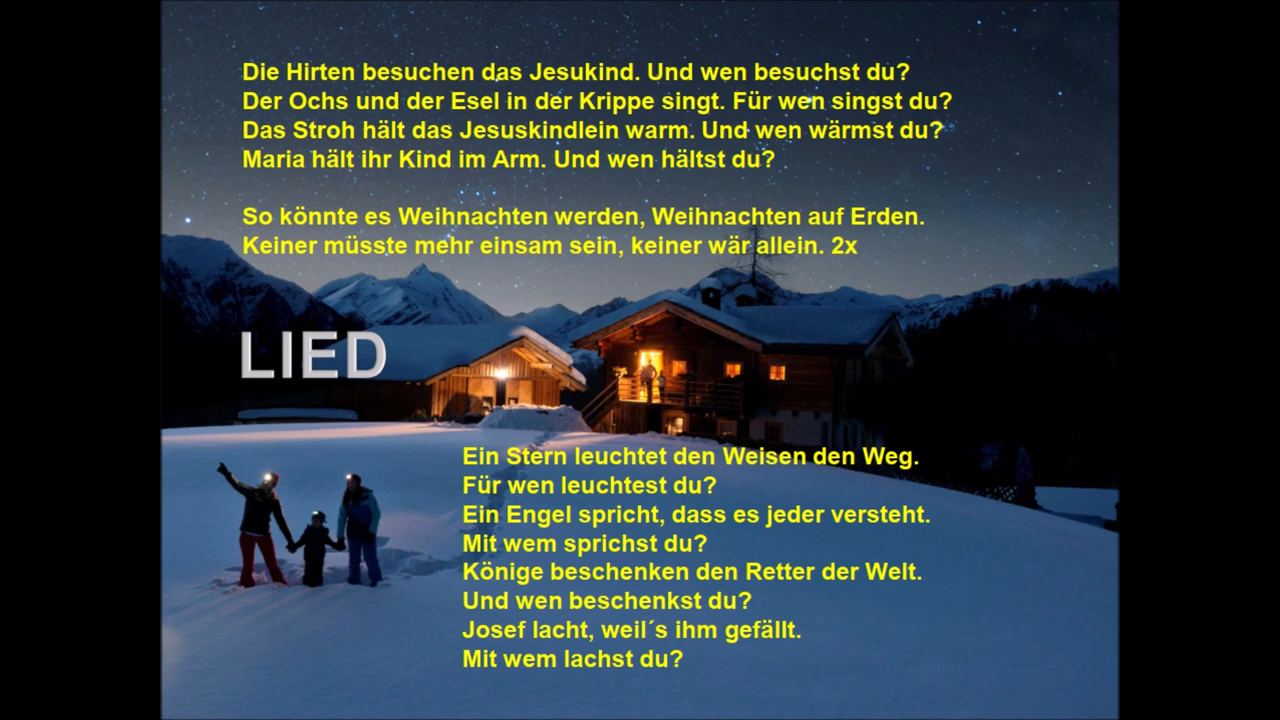 Die Hirten besuchen das Jesukind. Und wen besuchst du?
Der Ochs und der Esel in der Krippe singt. Für wen singst du?
Das Stroh hält das Jesuskindlein warm. Und wen wärmst du?
Maria hält ihr Kind im Arm. Und wen hältst du?
So könnte es Weihnachten werden, Weihnachten auf Erden.
Keiner müsste mehr einsam sein, keiner wär allein. 2x
LIED
Ein Stern leuchtet den Weisen den Weg.
Für wen leuchtest du?
Ein Engel spricht, dass es jeder versteht.
Mit wem sprichst du?
Könige beschenken den Retter der Welt.
Und wen beschenkst du?
Josef lacht, weil´s ihm gefällt.
Mit wem lachst du?